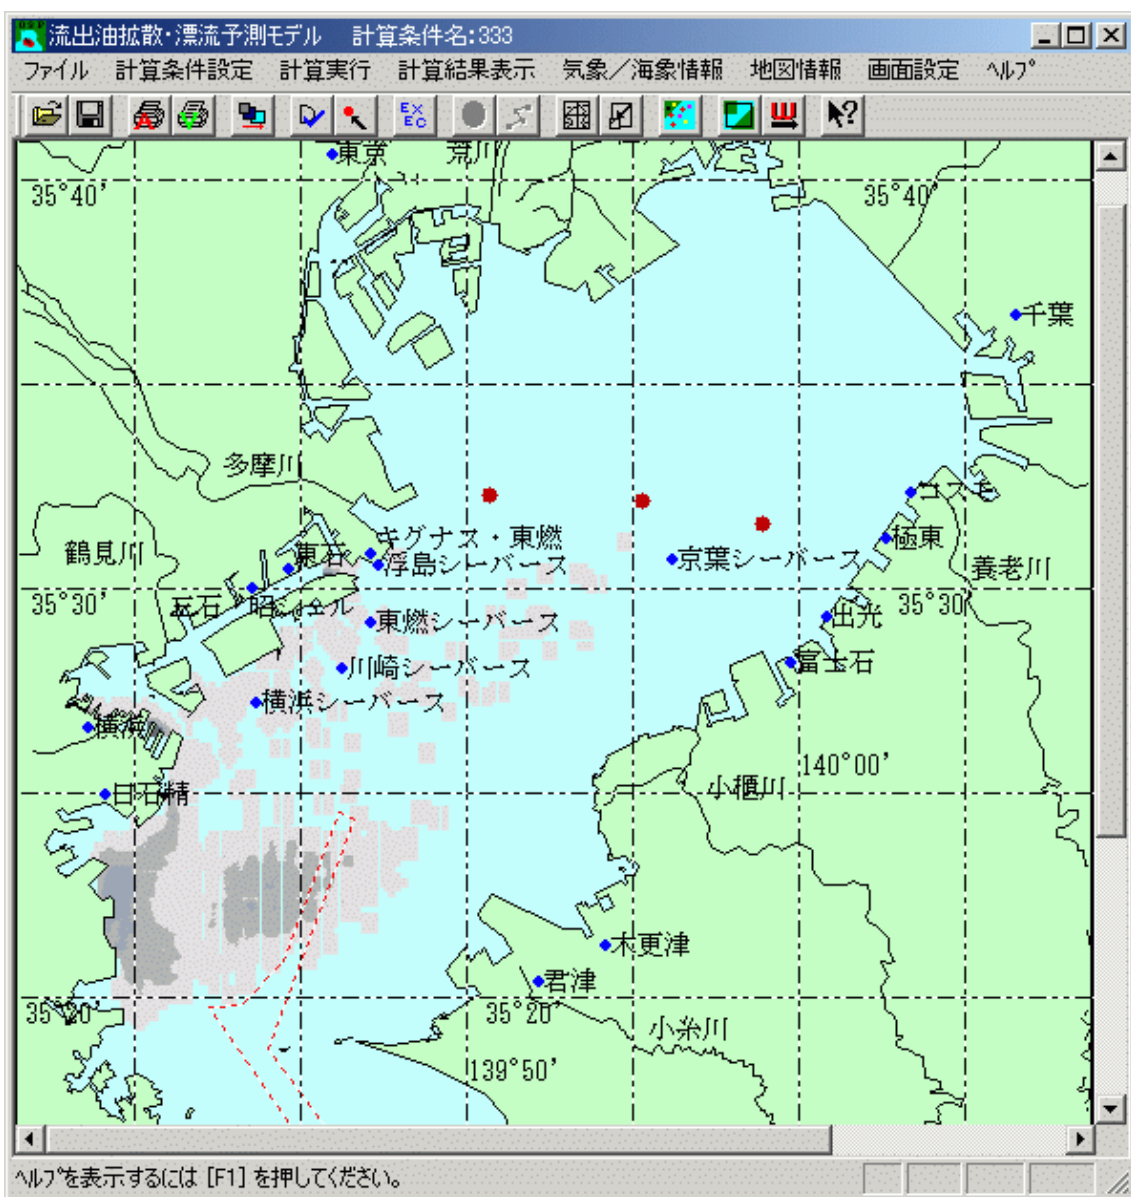 流出油拡散・漂流予測モデル 計算条件名:333
ファイル 計算条件設定 計算実行 計算結果表示 気象／海象情報 地図情報 画面設定 ヘルプ
EX
EC
東京 荒川
35°40' 35°40'
千葉
多摩川
コスモ
キグナス・東燃
極東
鶴見川 東石 浮島シーバース 京葉シーバース 養老川
35°30' 昭シェル 35°30'
東燃シーバース 出光
川崎シーバース 富士石
横浜シーバース
横浜
140°00'
日石精 小櫃川
木更津
君津
35°20' 35°20' 小糸川
139°50'
ヘルプを表示するには [F1] を押してください。